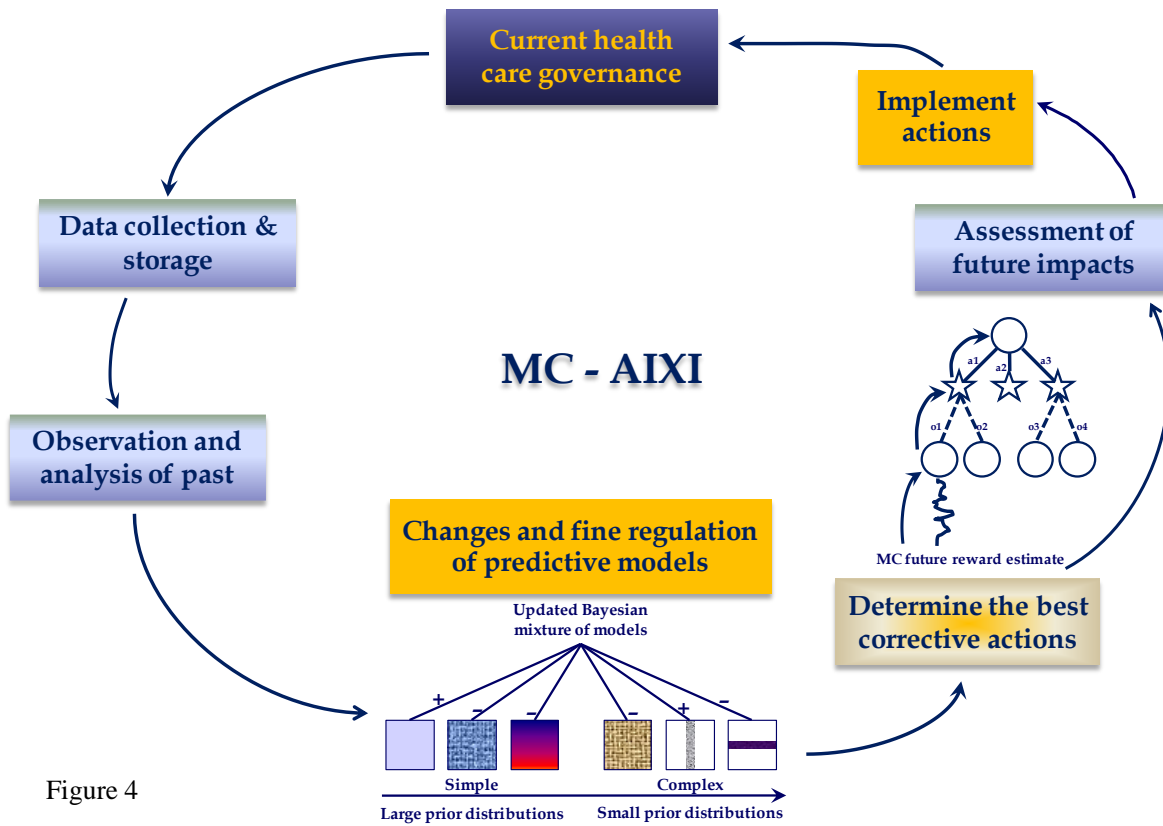 Current health
care governance
Implement
actions
Data collection &
storage
Assessment of
future impacts
MC - AIXI
a1
a2
a3
o1
o2
o3
o4
Observation and
analysis of past
MC future reward estimate
Changes and fine regulation
of predictive models
Determine the best
corrective actions
Updated Bayesian
mixture of models
+
-
-
-
+
-
Simple
Complex
Large prior distributions
Small prior distributions
Figure 4